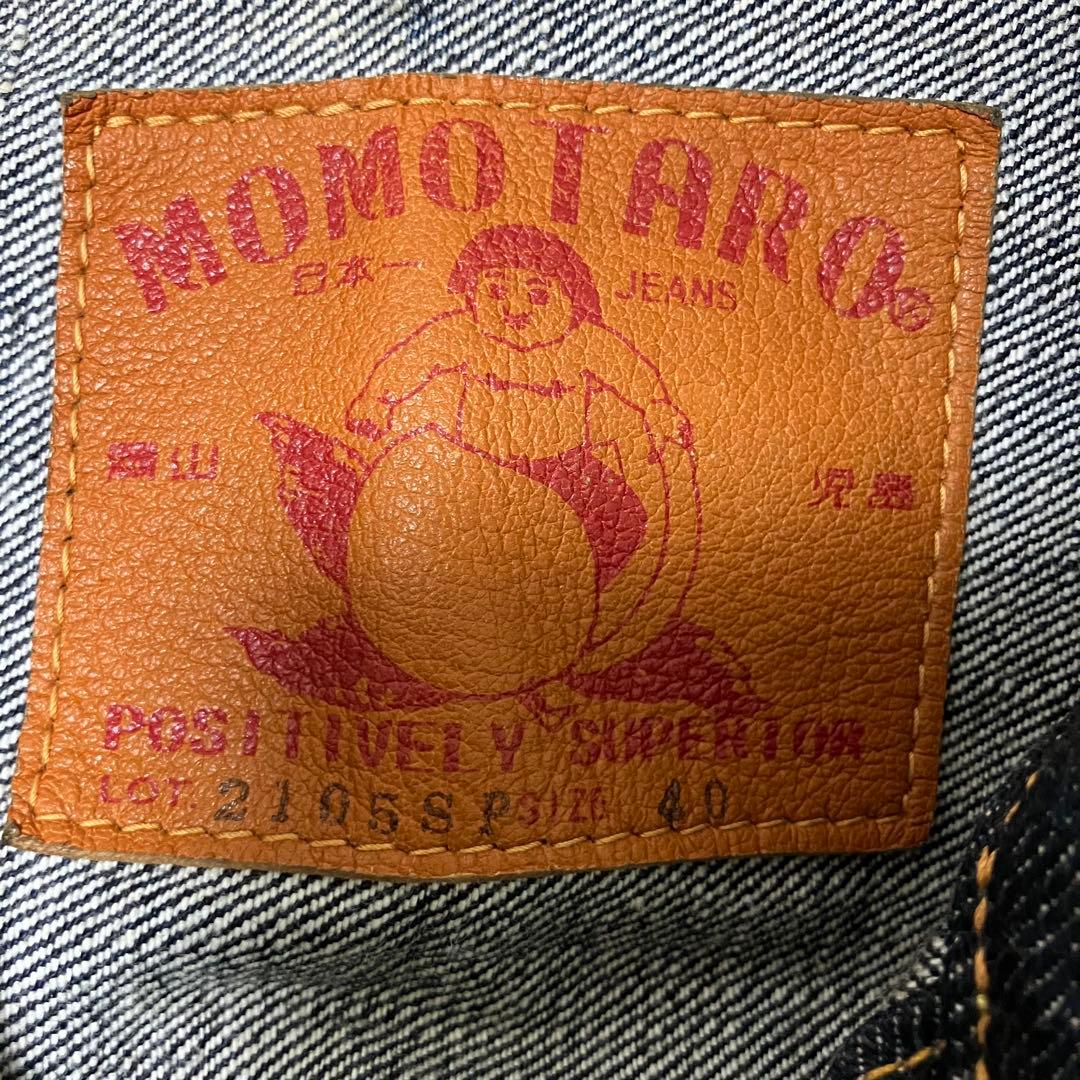 MOMOTARO®
日本一 JEANS
岡山 児島
POSITIVELY SUPERIOR
LOT. 2105SP SIZE 40